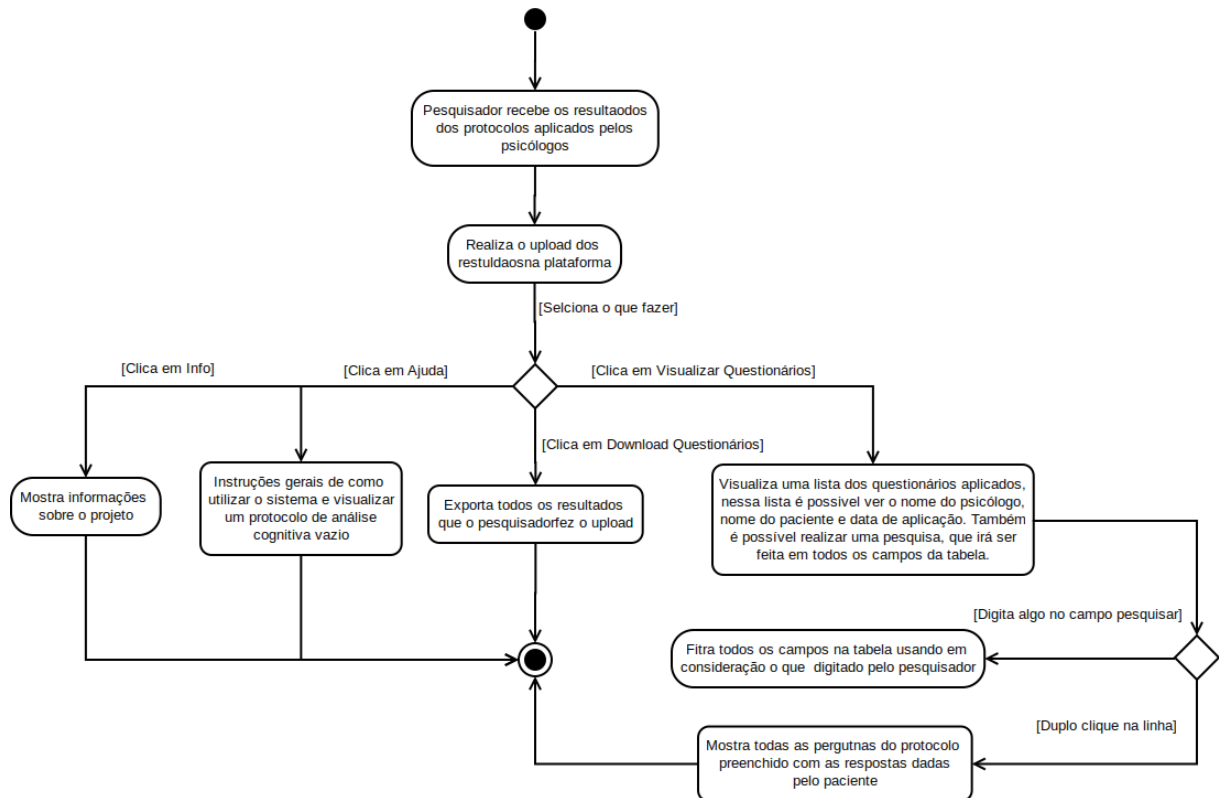 Pesquisador recebe os resultaodos
dos protocolos aplicados pelos
psicólogos
Realiza o upload dos
restuldaosna plataforma
[Selciona o que fazer]
[Clica em Info]
[Clica em Ajuda]
[Clica em Visualizar Questionários]
[Clica em Download Questionários]
Mostra informações
sobre o projeto
Instruções gerais de como
utilizar o sistema e visualizar
um protocolo de análise
cognitiva vazio
Exporta todos os resultados
que o pesquisadorfez o upload
Visualiza uma lista dos questionários aplicados,
nessa lista é possivel ver o nome do psicólogo,
nome do paciente e data de aplicação. Também
é possível realizar uma pesquisa, que irá ser
feita em todos os campos da tabela.
[Digita algo no campo pesquisar]
Fitra todos os campos na tabela usando em
consideração o que  digitado pelo pesquisador
[Duplo clique na linha]
Mostra todas as pergutnas do protocolo
preenchido com as respostas dadas
pelo paciente